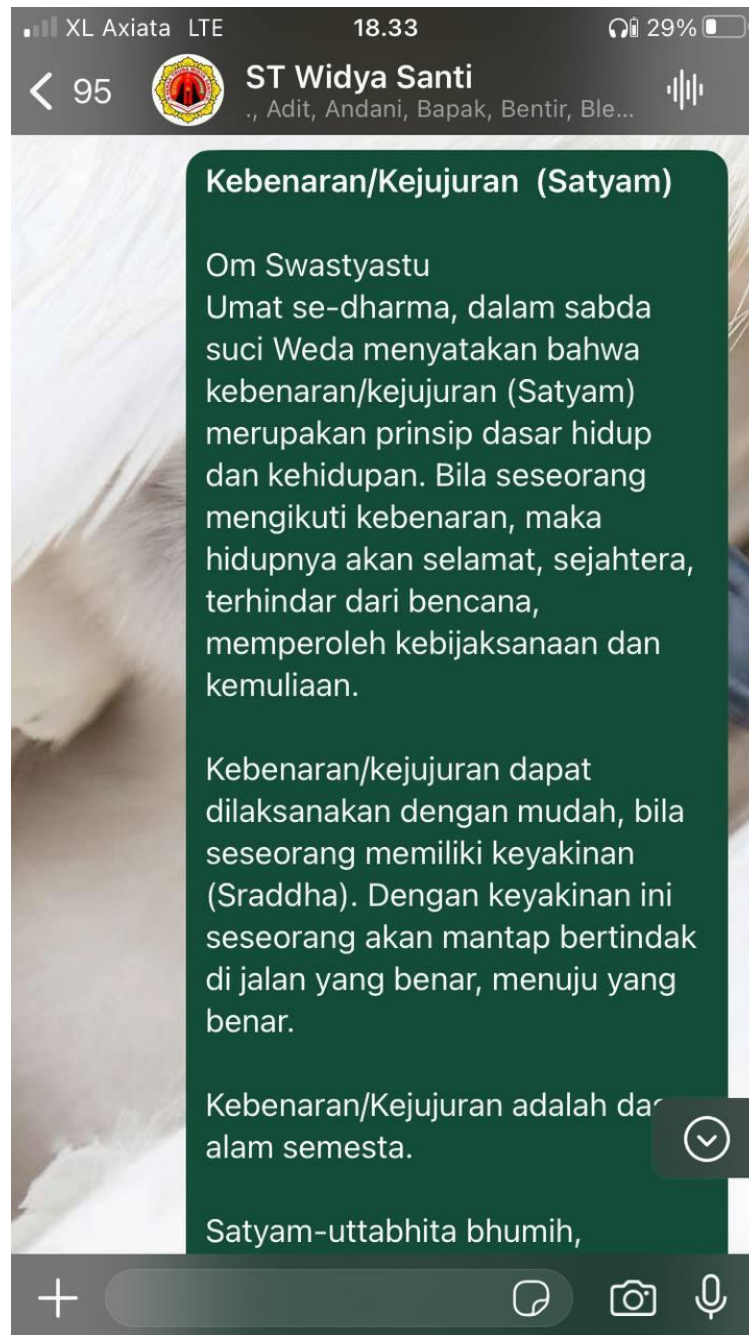 XL Axiata LTE 18.33 29%
95 ST Widya Santi
., Adit, Andani, Bapak, Bentir, Ble...
Kebenaran/Kejujuran (Satyam)
Om Swastyastu
Umat se-dharma, dalam sabda
suci Weda menyatakan bahwa
kebenaran/kejujuran (Satyam)
merupakan prinsip dasar hidup
dan kehidupan. Bila seseorang
mengikuti kebenaran, maka
hidupnya akan selamat, sejahtera,
terhindar dari bencana,
memperoleh kebijaksanaan dan
kemuliaan.
Kebenaran/kejujuran dapat
dilaksanakan dengan mudah, bila
seseorang memiliki keyakinan
(Sraddha). Dengan keyakinan ini
seseorang akan mantap bertindak
di jalan yang benar, menuju yang
benar.
Kebenaran/Kejujuran adalah
alam semesta.
Satyam-uttabhita bhumih,